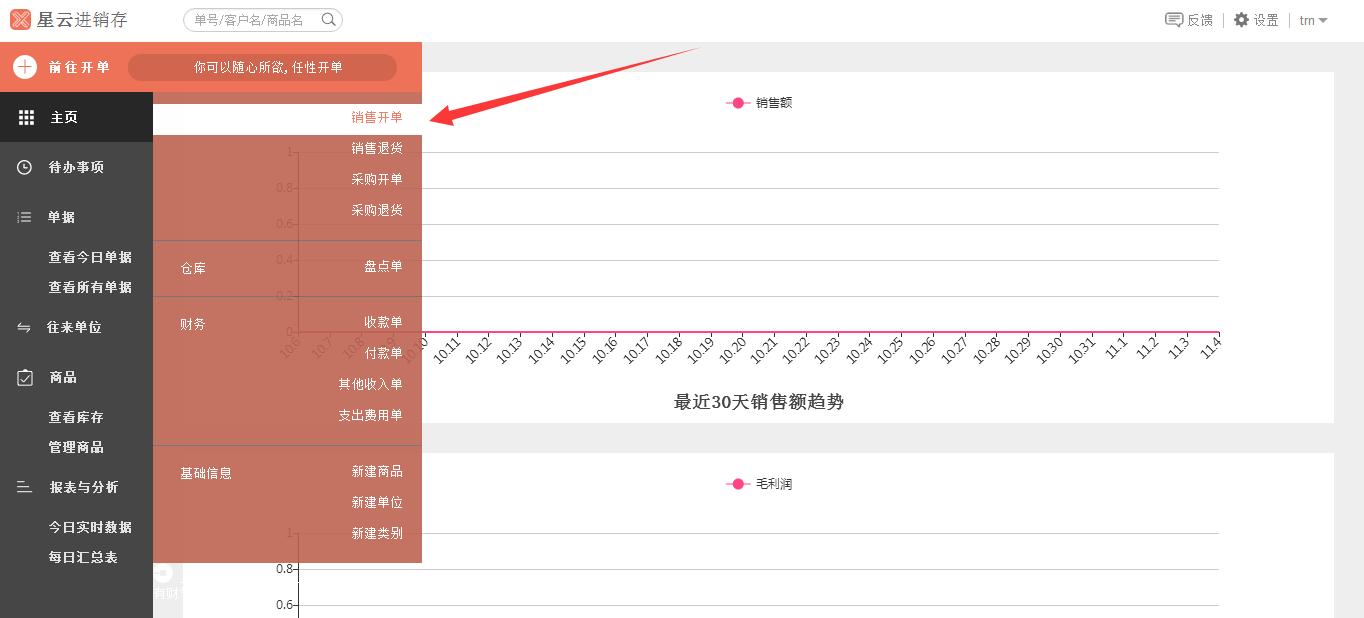 星云进销存
单号/客户名/商品名
反馈
设置
trn
前往开单
你可以随心所欲,任性开单
主页
待办事项
单据
查看今日单据
查看所有单据
往来单位
商品
查看库存
管理商品
报表与分析
今日实时数据
每日汇总表
销售开单
销售退货
采购开单
采购退货
仓库
盘点单
财务
收款单
付款单
其他收入单
支出费用单
基础信息
新建商品
新建单位
新建类别
销售额
1
0.8
0.6
0.4
0.2
0
10.6
10.7
10.8
10.9
10.10
10.11
10.12
10.13
10.14
10.15
10.16
10.17
10.18
10.19
10.20
10.21
10.22
10.23
10.24
10.25
10.26
10.27
10.28
10.29
10.30
10.31
11.1
11.2
11.3
11.4
最近30天销售额趋势
毛利润
1
0.8
0.6